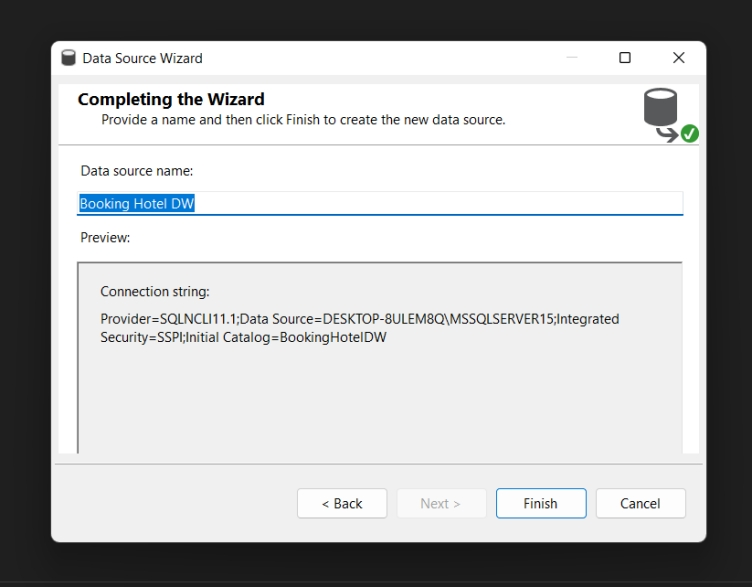 Data Source Wizard
Completing the Wizard
Provide a name and then click Finish to create the new data source.
Data source name:
Booking Hotel DW
Preview:
Connection string:
Provider=SQLNCLI11.1;Data Source=DESKTOP-8ULEM8Q\MSSQLSERVER15;Integrated
Security=SSPI;Initial Catalog=BookingHotelDW
< Back
Next >
Finish
Cancel